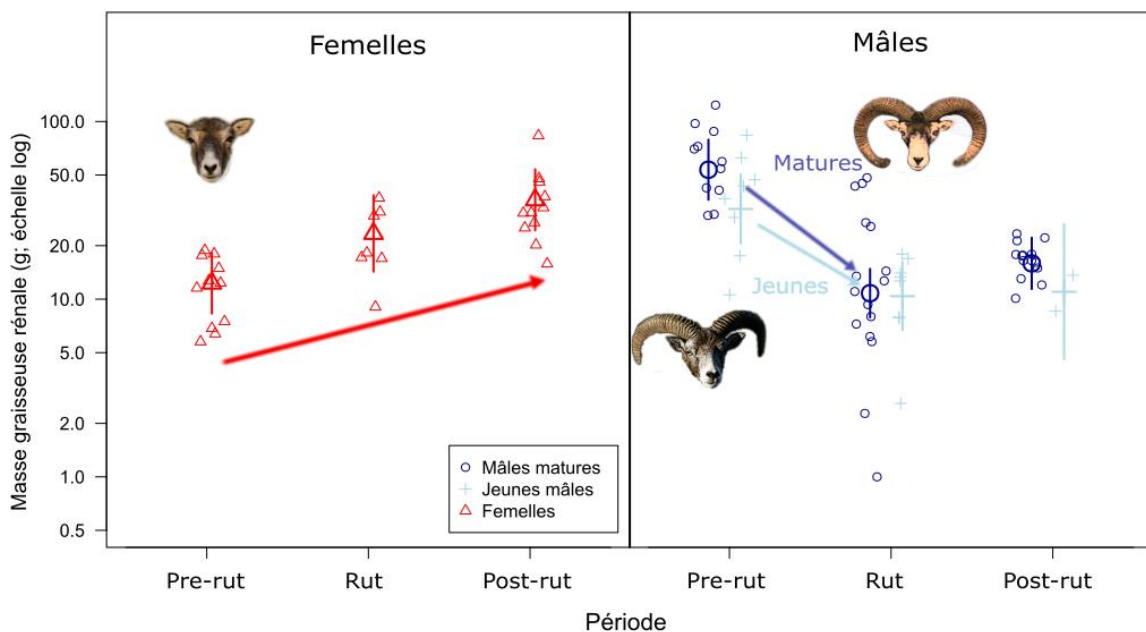 Femelles
Mâles
Masse graisseuse rénale (g; échelle log)
100.0
50.0
20.0
10.0
5.0
2.0
1.0
0.5
Matures
Jeunes
Mâles matures
Jeunes mâles
Femelles
Pre-rut
Rut
Post-rut
Pre-rut
Rut
Post-rut
Période